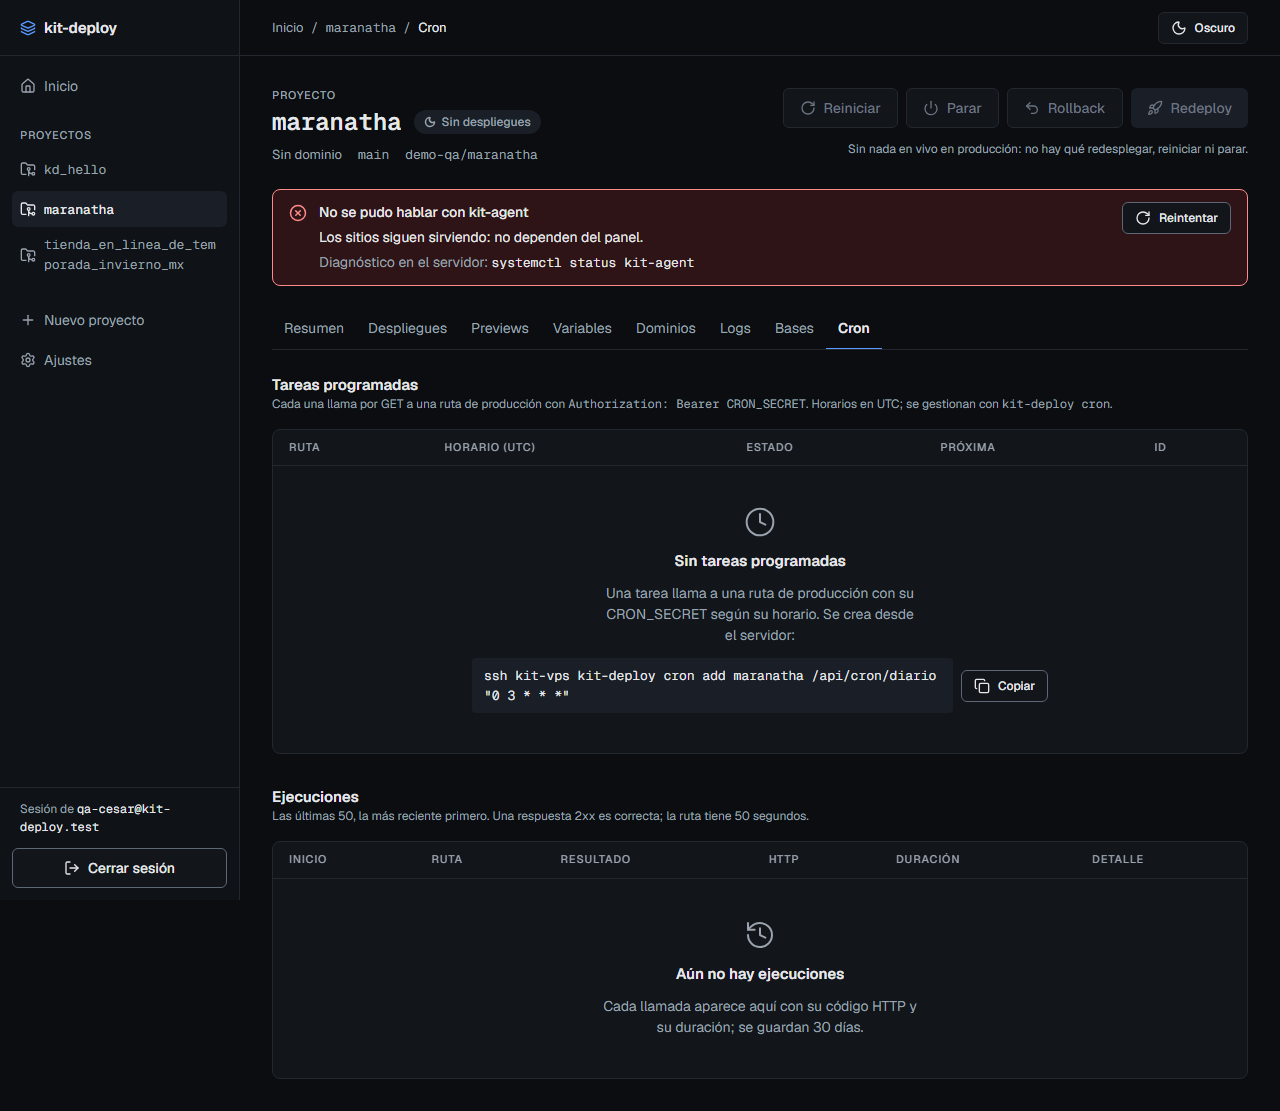 kit-deploy
Inicio
PROYECTOS
kd_hello
maranatha
tienda_en_linea_de_tem
porada_invierno_mx
Nuevo proyecto
Ajustes
Sesión de qa-cesar@kit-
deploy.test
Cerrar sesión
Inicio / maranatha / Cron
Oscuro
PROYECTO
maranatha
Sin despliegues
Sin dominio main demo-qa/maranatha
Reiniciar
Parar
Rollback
Redeploy
Sin nada en vivo en producción: no hay qué redesplegar, reiniciar ni parar.
No se pudo hablar con kit-agent
Los sitios siguen sirviendo: no dependen del panel.
Diagnóstico en el servidor: systemctl status kit-agent
Reintentar
Resumen Despliegues Previews Variables Dominios Logs Bases Cron
Tareas programadas
Cada una llama por GET a una ruta de producción con Authorization: Bearer CRON_SECRET. Horarios en UTC; se gestionan con kit-deploy cron.
RUTA HORARIO (UTC) ESTADO PRÓXIMA ID
Sin tareas programadas
Una tarea llama a una ruta de producción con su
CRON_SECRET según su horario. Se crea desde
el servidor:
ssh kit-vps kit-deploy cron add maranatha /api/cron/diario
"0 3 * * *"
Copiar
Ejecuciones
Las últimas 50, la más reciente primero. Una respuesta 2xx es correcta; la ruta tiene 50 segundos.
INICIO RUTA RESULTADO HTTP DURACIÓN DETALLE
Aún no hay ejecuciones
Cada llamada aparece aquí con su código HTTP y
su duración; se guardan 30 días.